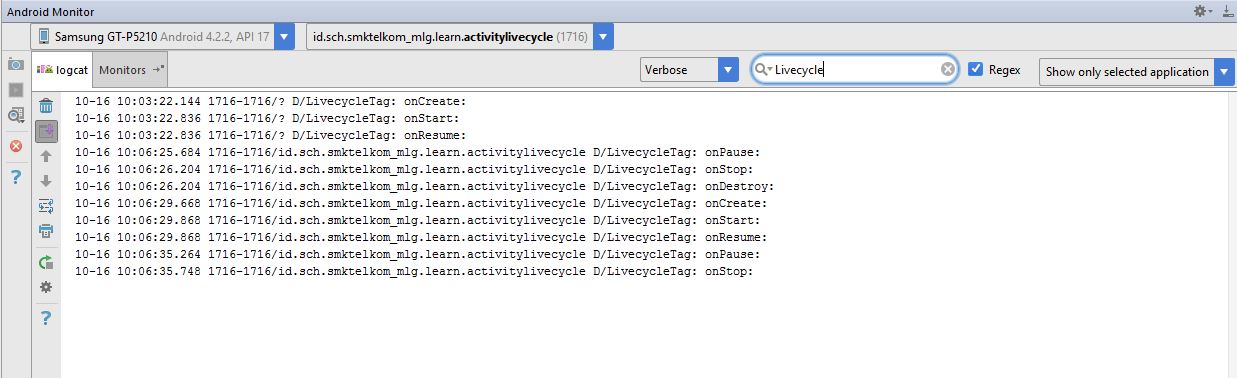 Android Monitor
Samsung GT-P5210 Android 4.2.2, API 17
id.sch.smktelkom_mlg.learn.activitylivecycle (1716)
logcat
Monitors
Verbose
Livecycle
Regex
Show only selected application
10-16 10:03:22.144 1716-1716/? D/LivecycleTag: onCreate:
10-16 10:03:22.836 1716-1716/? D/LivecycleTag: onStart:
10-16 10:03:22.836 1716-1716/? D/LivecycleTag: onResume:
10-16 10:06:25.684 1716-1716/id.sch.smktelkom_mlg.learn.activitylivecycle D/LivecycleTag: onPause:
10-16 10:06:26.204 1716-1716/id.sch.smktelkom_mlg.learn.activitylivecycle D/LivecycleTag: onStop:
10-16 10:06:26.204 1716-1716/id.sch.smktelkom_mlg.learn.activitylivecycle D/LivecycleTag: onDestroy:
10-16 10:06:29.668 1716-1716/id.sch.smktelkom_mlg.learn.activitylivecycle D/LivecycleTag: onCreate:
10-16 10:06:29.868 1716-1716/id.sch.smktelkom_mlg.learn.activitylivecycle D/LivecycleTag: onStart:
10-16 10:06:29.868 1716-1716/id.sch.smktelkom_mlg.learn.activitylivecycle D/LivecycleTag: onResume:
10-16 10:06:35.264 1716-1716/id.sch.smktelkom_mlg.learn.activitylivecycle D/LivecycleTag: onPause:
10-16 10:06:35.748 1716-1716/id.sch.smktelkom_mlg.learn.activitylivecycle D/LivecycleTag: onStop: